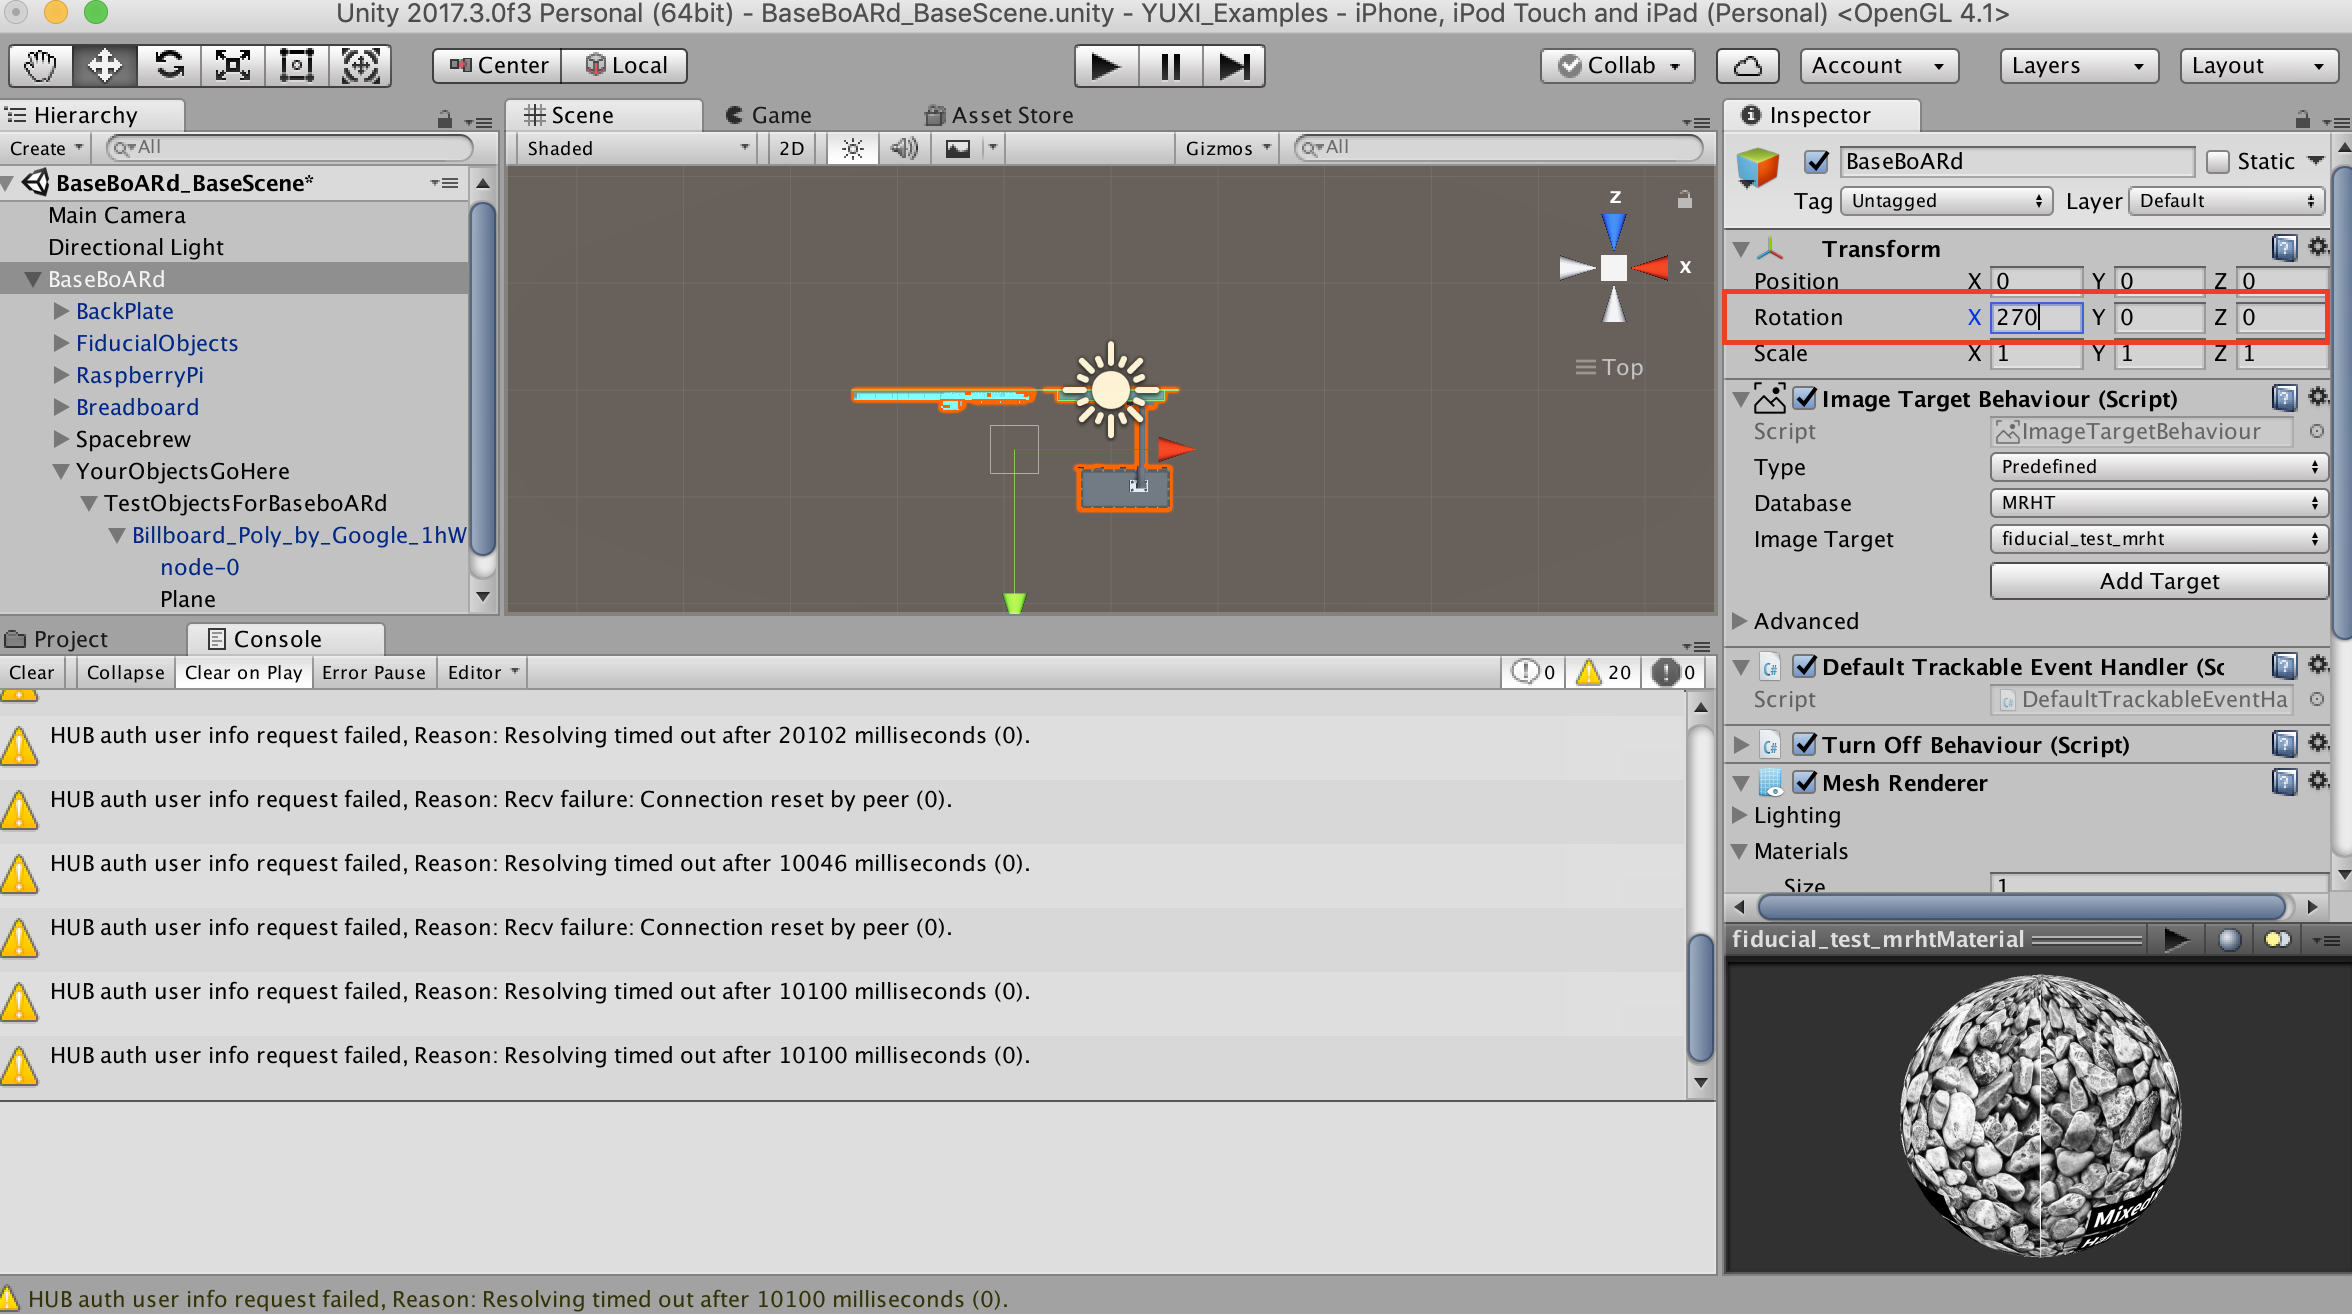 Unity 2017.3.0f3 Personal (64bit) - BaseBoARd_BaseScene.unity - YUXI_Examples - iPhone, iPod Touch and iPad (Personal) <OpenGL 4.1>
Center Local Collab Account Layers Layout
Hierarchy
Create All
BaseBoARd_BaseScene*
Main Camera
Directional Light
BaseBoARd
BackPlate
FiducialObjects
RaspberryPi
Breadboard
Spacebrew
YourObjectsGoHere
TestObjectsForBaseboARd
Billboard_Poly_by_Google_1hW
node-0
Plane
Scene Game Asset Store
Shaded 2D Gizmos All
z
x
Top
Inspector
BaseBoARd Static
Tag Untagged Layer Default
Transform
Position X 0 Y 0 Z 0
Rotation X 270 Y 0 Z 0
Scale X 1 Y 1 Z 1
Image Target Behaviour (Script)
Script ImageTargetBehaviour
Type Predefined
Database MRHT
Image Target fiducial_test_mrht
Add Target
Advanced
Default Trackable Event Handler (Sc
C#
Script DefaultTrackableEventHa
C# Turn Off Behaviour (Script)
Mesh Renderer
Lighting
Materials
Size 1
fiducial_test_mrhtMaterial
Mixed
Project Console
Clear Collapse Clear on Play Error Pause Editor 0 20 0
HUB auth user info request failed, Reason: Resolving timed out after 20102 milliseconds (0).
HUB auth user info request failed, Reason: Recv failure: Connection reset by peer (0).
HUB auth user info request failed, Reason: Resolving timed out after 10046 milliseconds (0).
HUB auth user info request failed, Reason: Recv failure: Connection reset by peer (0).
HUB auth user info request failed, Reason: Resolving timed out after 10100 milliseconds (0).
HUB auth user info request failed, Reason: Resolving timed out after 10100 milliseconds (0).
HUB auth user info request failed, Reason: Resolving timed out after 10100 milliseconds (0).